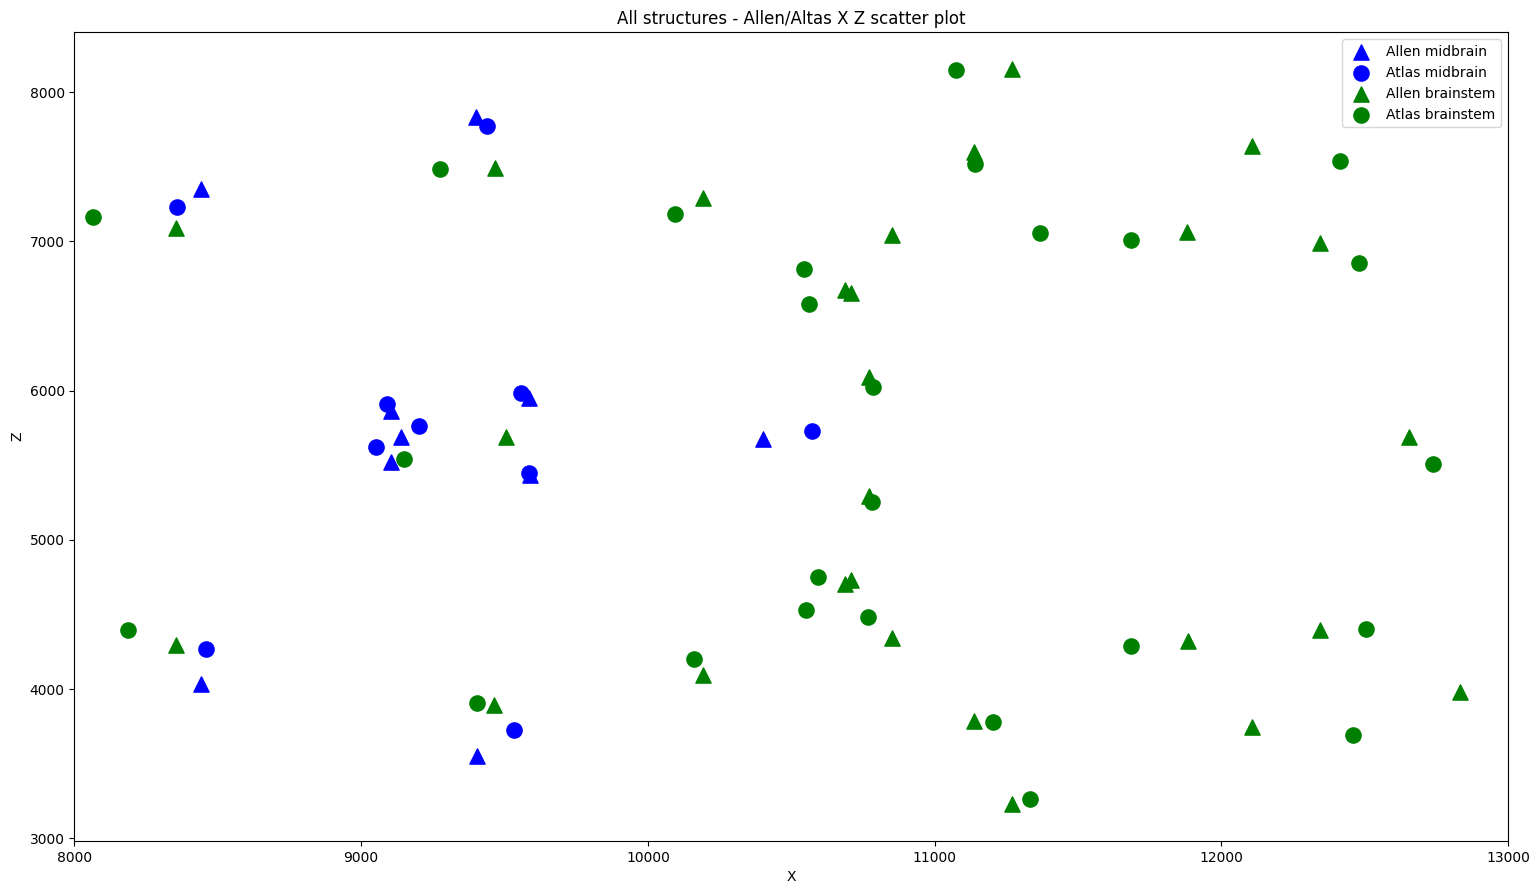 All structures - Allen/Altas X Z scatter plot
Allen midbrain
Atlas midbrain
Allen brainstem
Atlas brainstem
8000
7000
6000
5000
4000
3000
Z
8000 9000 10000 11000 12000 13000
X